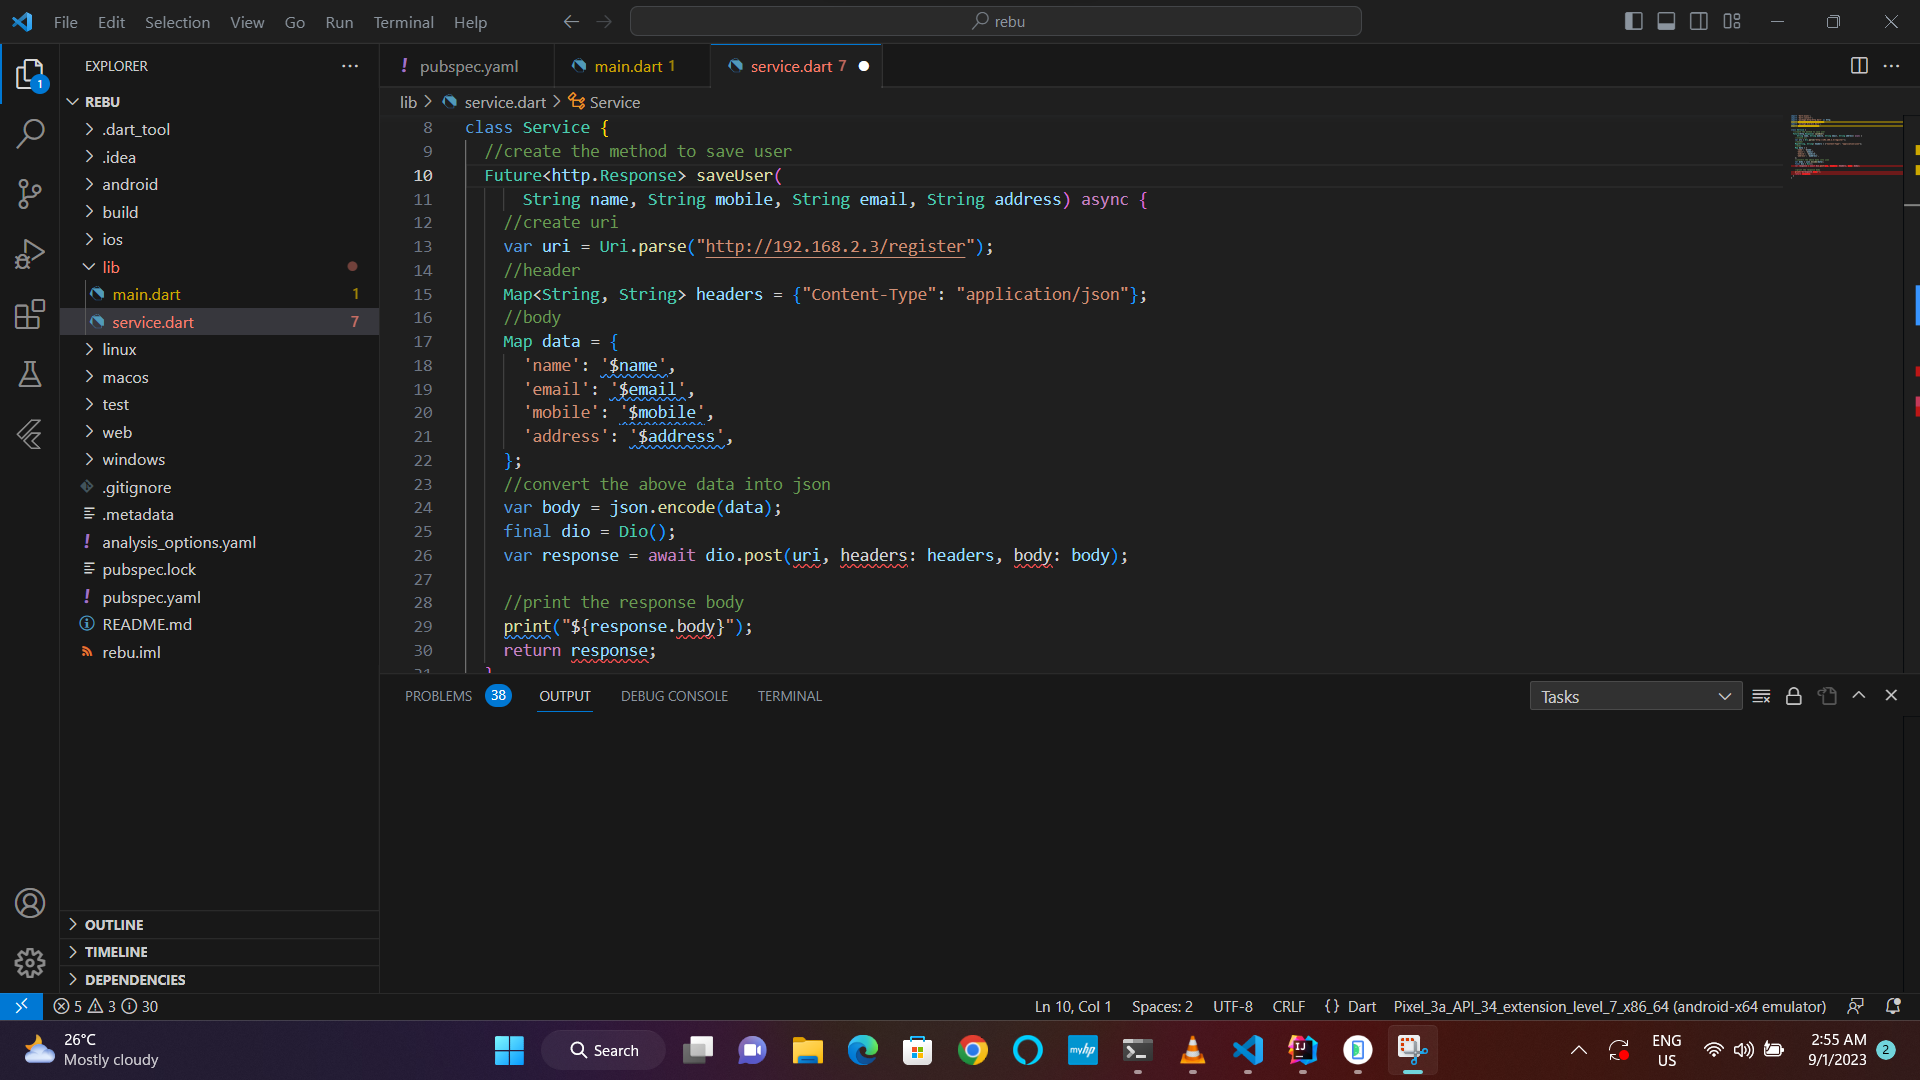 File Edit Selection View Go Run Terminal Help
rebu
EXPLORER
1
REBU
.dart_tool
.idea
android
build
ios
lib
main.dart 1
service.dart 7
linux
macos
test
web
windows
.gitignore
.metadata
analysis_options.yaml
pubspec.lock
pubspec.yaml
README.md
rebu.iml
OUTLINE
TIMELINE
DEPENDENCIES
! pubspec.yaml
main.dart 1
service.dart 7
lib > service.dart > Service
8 class Service {
9 //create the method to save user
10 Future<http.Response> saveUser(
11 String name, String mobile, String email, String address) async {
12 //create uri
13 var uri = Uri.parse("http://192.168.2.3/register");
14 //header
15 Map<String, String> headers = {"Content-Type": "application/json"};
16 //body
17 Map data = {
18 'name': '$name',
19 'email': '$email',
20 'mobile': '$mobile',
21 'address': '$address',
22 };
23 //convert the above data into json
24 var body = json.encode(data);
25 final dio = Dio();
26 var response = await dio.post(uri, headers: headers, body: body);
27
28 //print the response body
29 print("${response.body}");
30 return response;
31 }
PROBLEMS 38 OUTPUT DEBUG CONSOLE TERMINAL
Tasks
5 3 30
Ln 10, Col 1 Spaces: 2 UTF-8 CRLF {} Dart Pixel_3a_API_34_extension_level_7_x86_64 (android-x64 emulator)
26°C
Mostly cloudy
Search
myhp
ENG
US
2:55 AM
9/1/2023
2